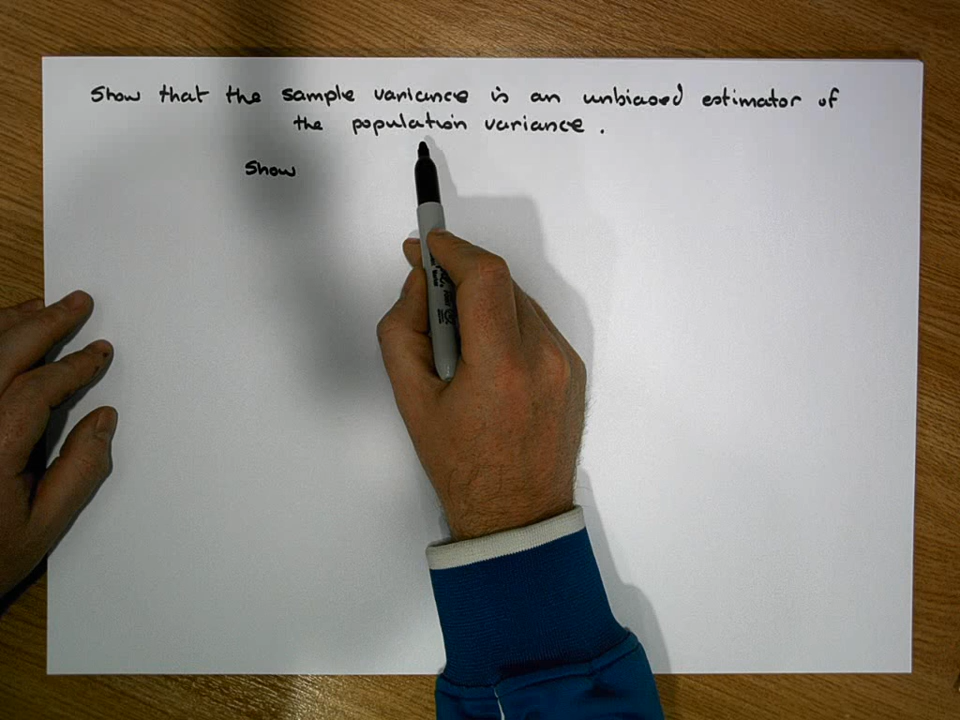 Show that the sample variance is an unbiased estimator of
the population variance.
Show